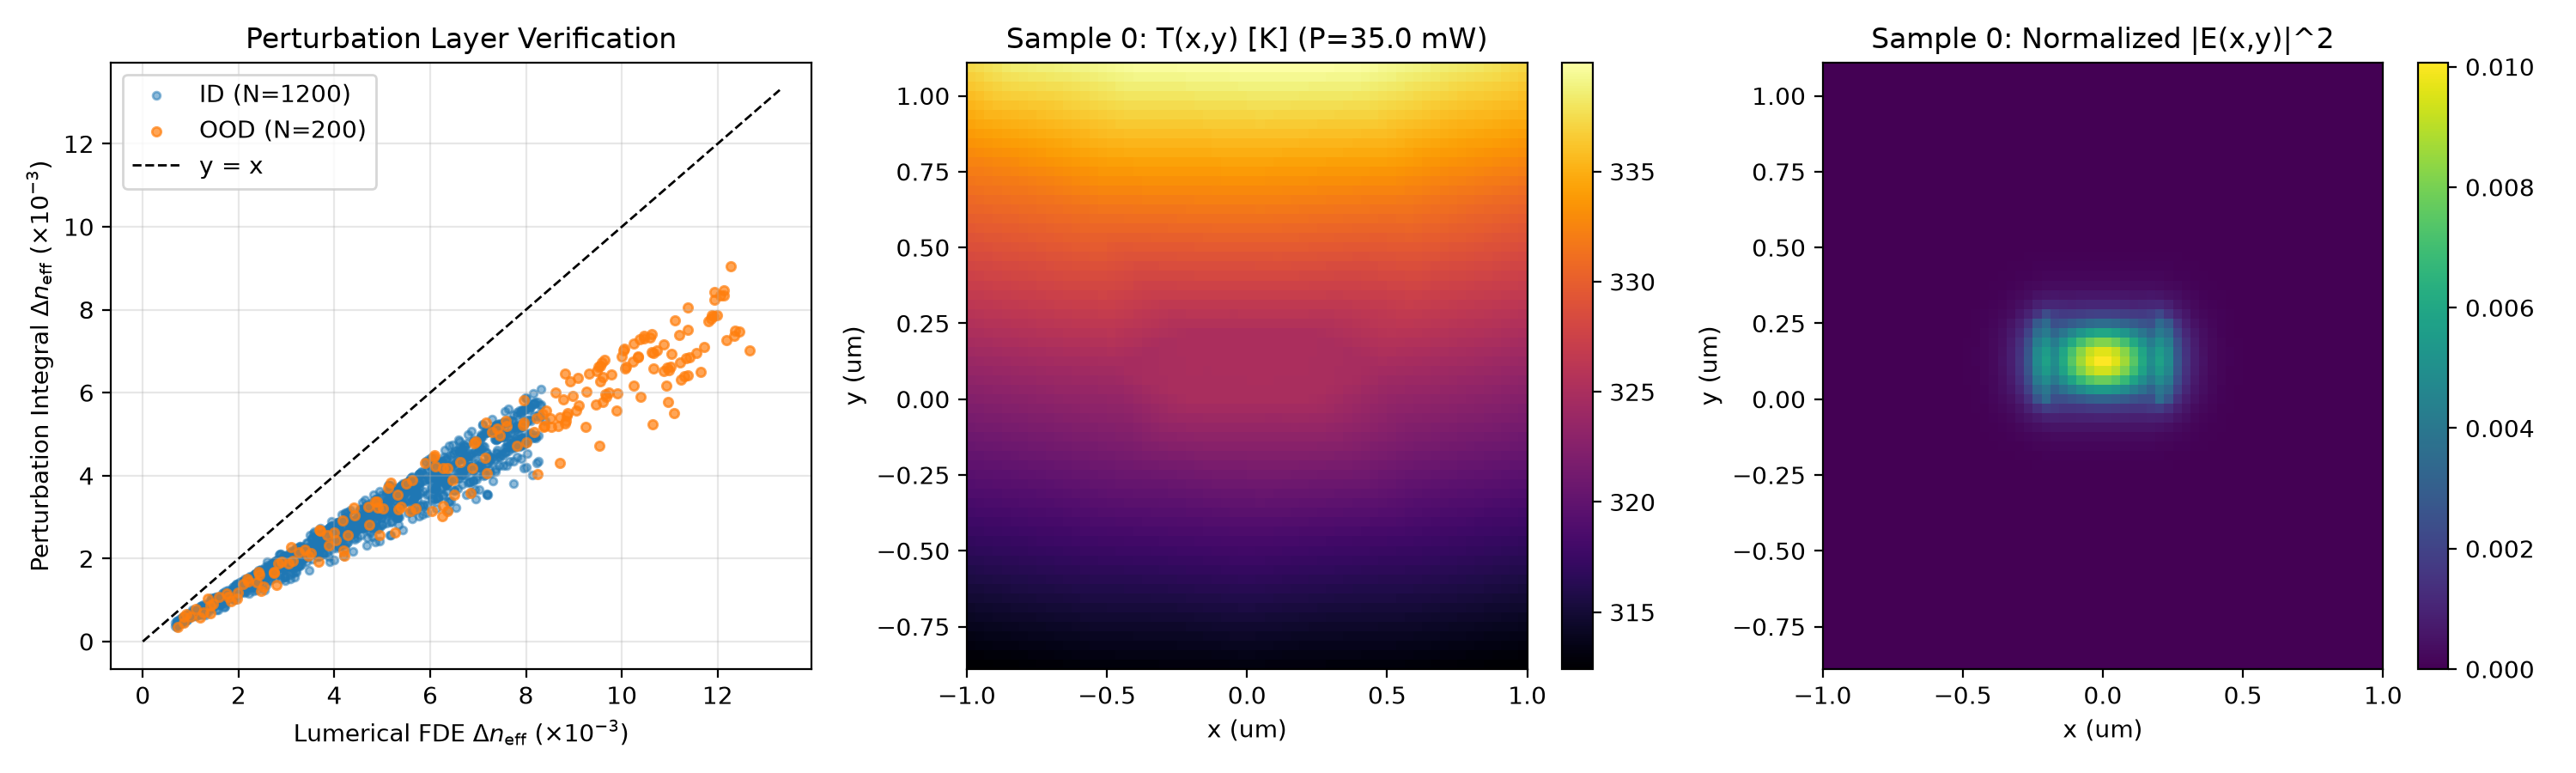 Perturbation Layer Verification
Perturbation Integral Δn_eff (×10⁻³)
12
10
8
6
4
2
0
ID (N=1200)
OOD (N=200)
y = x
0 2 4 6 8 10 12
Lumerical FDE Δn_eff (×10⁻³)
Sample 0: T(x,y) [K] (P=35.0 mW)
y (um)
1.00
0.75
0.50
0.25
0.00
−0.25
−0.50
−0.75
−1.0 −0.5 0.0 0.5 1.0
x (um)
335
330
325
320
315
Sample 0: Normalized |E(x,y)|^2
y (um)
1.00
0.75
0.50
0.25
0.00
−0.25
−0.50
−0.75
−1.0 −0.5 0.0 0.5 1.0
x (um)
0.010
0.008
0.006
0.004
0.002
0.000